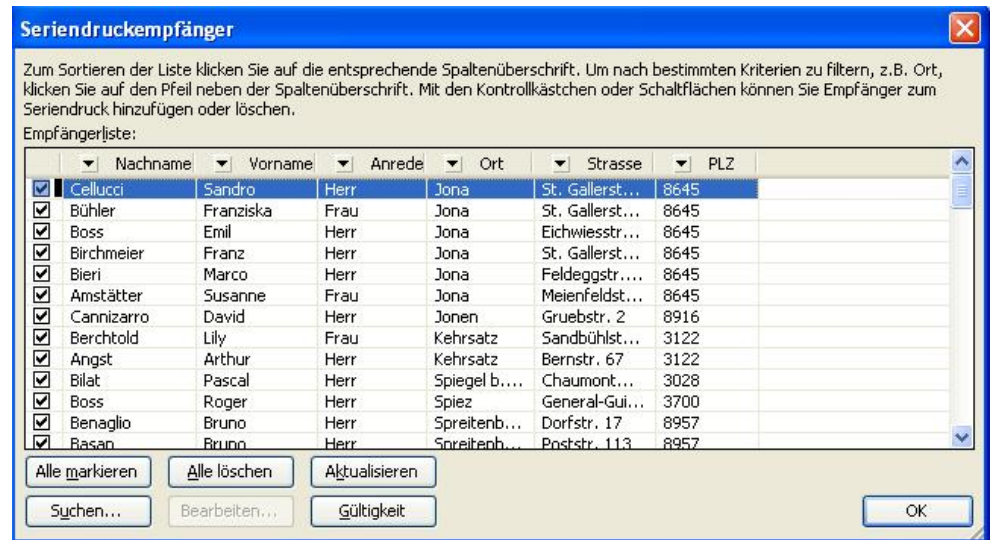 Seriendruckempfänger
Zum Sortieren der Liste klicken Sie auf die entsprechende Spaltenüberschrift. Um nach bestimmten Kriterien zu filtern, z.B. Ort,
klicken Sie auf den Pfeil neben der Spaltenüberschrift. Mit den Kontrollkästchen oder Schaltflächen können Sie Empfänger zum
Seriendruck hinzufügen oder löschen.
Empfängerliste:
Nachname Vorname Anrede Ort Strasse PLZ
Cellucci Sandro Herr Jona St. Gallerst... 8645
Bühler Franziska Frau Jona St. Gallerst... 8645
Boss Emil Herr Jona Eichwiesstr... 8645
Birchmeier Franz Herr Jona St. Gallerst... 8645
Bieri Marco Herr Jona Feldeggstr.... 8645
Amstätter Susanne Frau Jona Meienfeldst... 8645
Cannizarro David Herr Jonen Gruebstr. 2 8916
Berchtold Lily Frau Kehrsatz Sandbühlst... 3122
Angst Arthur Herr Kehrsatz Bernstr. 67 3122
Bilat Pascal Herr Spiegel b.... Chaumont... 3028
Boss Roger Herr Spiez General-Gui... 3700
Benaglio Bruno Herr Spreitenb... Dorfstr. 17 8957
Basan Bruno Herr Spreitenb... Poststr. 113 8957
Alle markieren Alle löschen Aktualisieren
Suchen... Bearbeiten... Gültigkeit OK